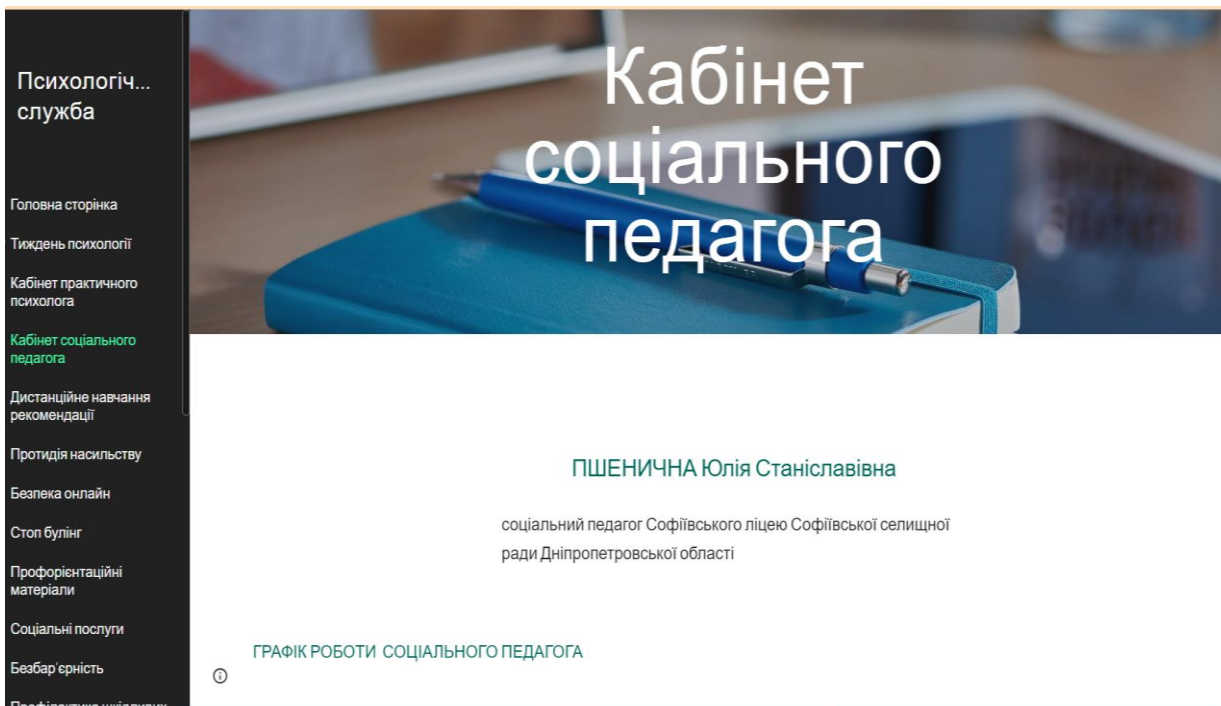 Психологіч...
служба
Головна сторінка
Тиждень психології
Кабінет практичного
психолога
Кабінет соціального
педагога
Дистанційне навчання
рекомендації
Протидія насильству
Безпека онлайн
Стоп булінг
Профорієнтаційні
матеріали
Соціальні послуги
Безбар'єрність
Профілактика шкідливих
Кабінет
соціального
педагога
ПШЕНИЧНА Юлія Станіславівна
соціальний педагог Софіївського ліцею Софіївської селищної
ради Дніпропетровської області
ГРАФІК РОБОТИ СОЦІАЛЬНОГО ПЕДАГОГА